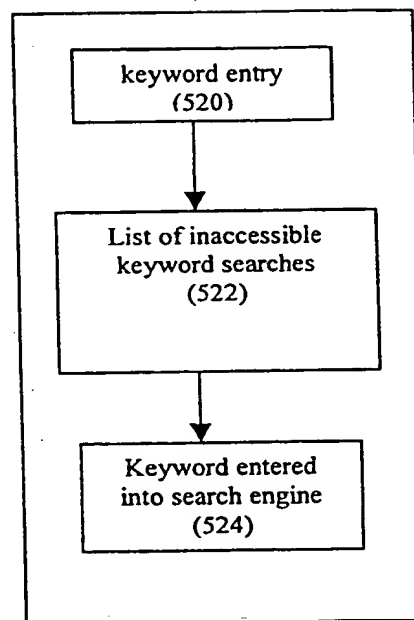 keyword entry
(520)
List of inaccessible
keyword searches
(522)
Keyword entered
into search engine
(524)